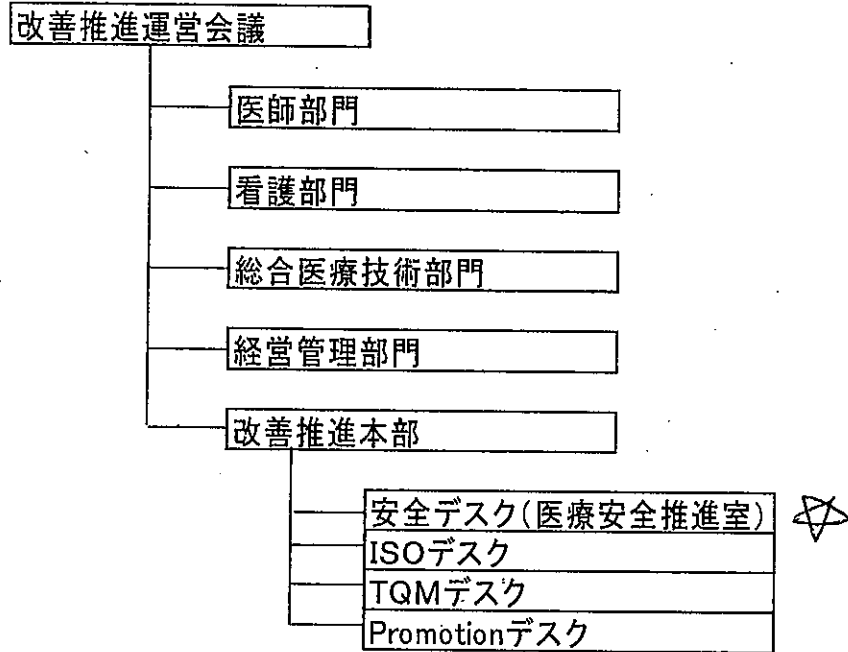 改善推進運営会議
医師部門
看護部門
総合医療技術部門
経営管理部門
改善推進本部
安全デスク(医療安全推進室)
ISOデスク
TQMデスク
Promotionデスク